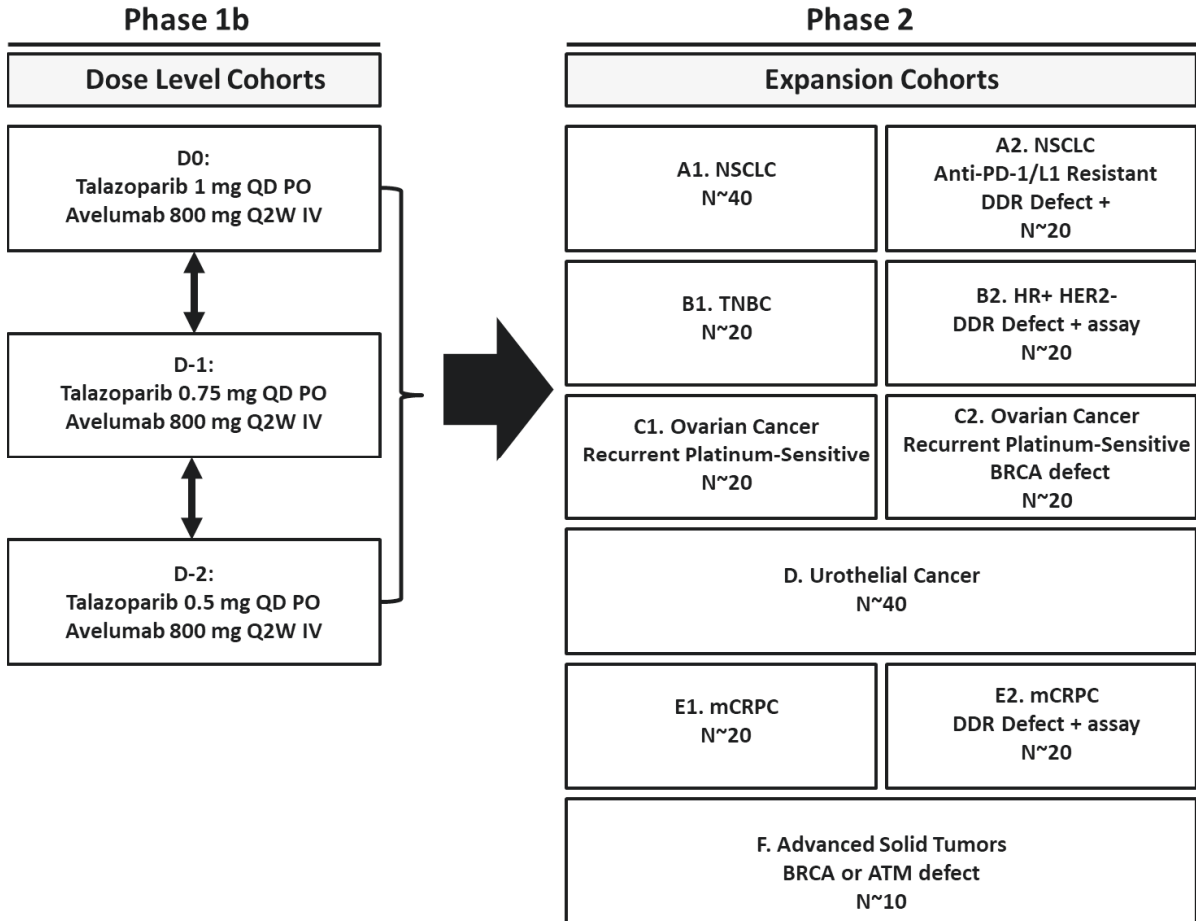 Phase 1b
Dose Level Cohorts
D0:
Talazoparib 1 mg QD PO
Avelumab 800 mg Q2W IV
D-1:
Talazoparib 0.75 mg QD PO
Avelumab 800 mg Q2W IV
D-2:
Talazoparib 0.5 mg QD PO
Avelumab 800 mg Q2W IV
Phase 2
Expansion Cohorts
A1. NSCLC
N~40
A2. NSCLC
Anti-PD-1/L1 Resistant
DDR Defect +
N~20
B1. TNBC
N~20
B2. HR+ HER2-
DDR Defect + assay
N~20
C1. Ovarian Cancer
Recurrent Platinum-Sensitive
N~20
C2. Ovarian Cancer
Recurrent Platinum-Sensitive
BRCA defect
N~20
D. Urothelial Cancer
N~40
E1. mCRPC
N~20
E2. mCRPC
DDR Defect + assay
N~20
F. Advanced Solid Tumors
BRCA or ATM defect
N~10